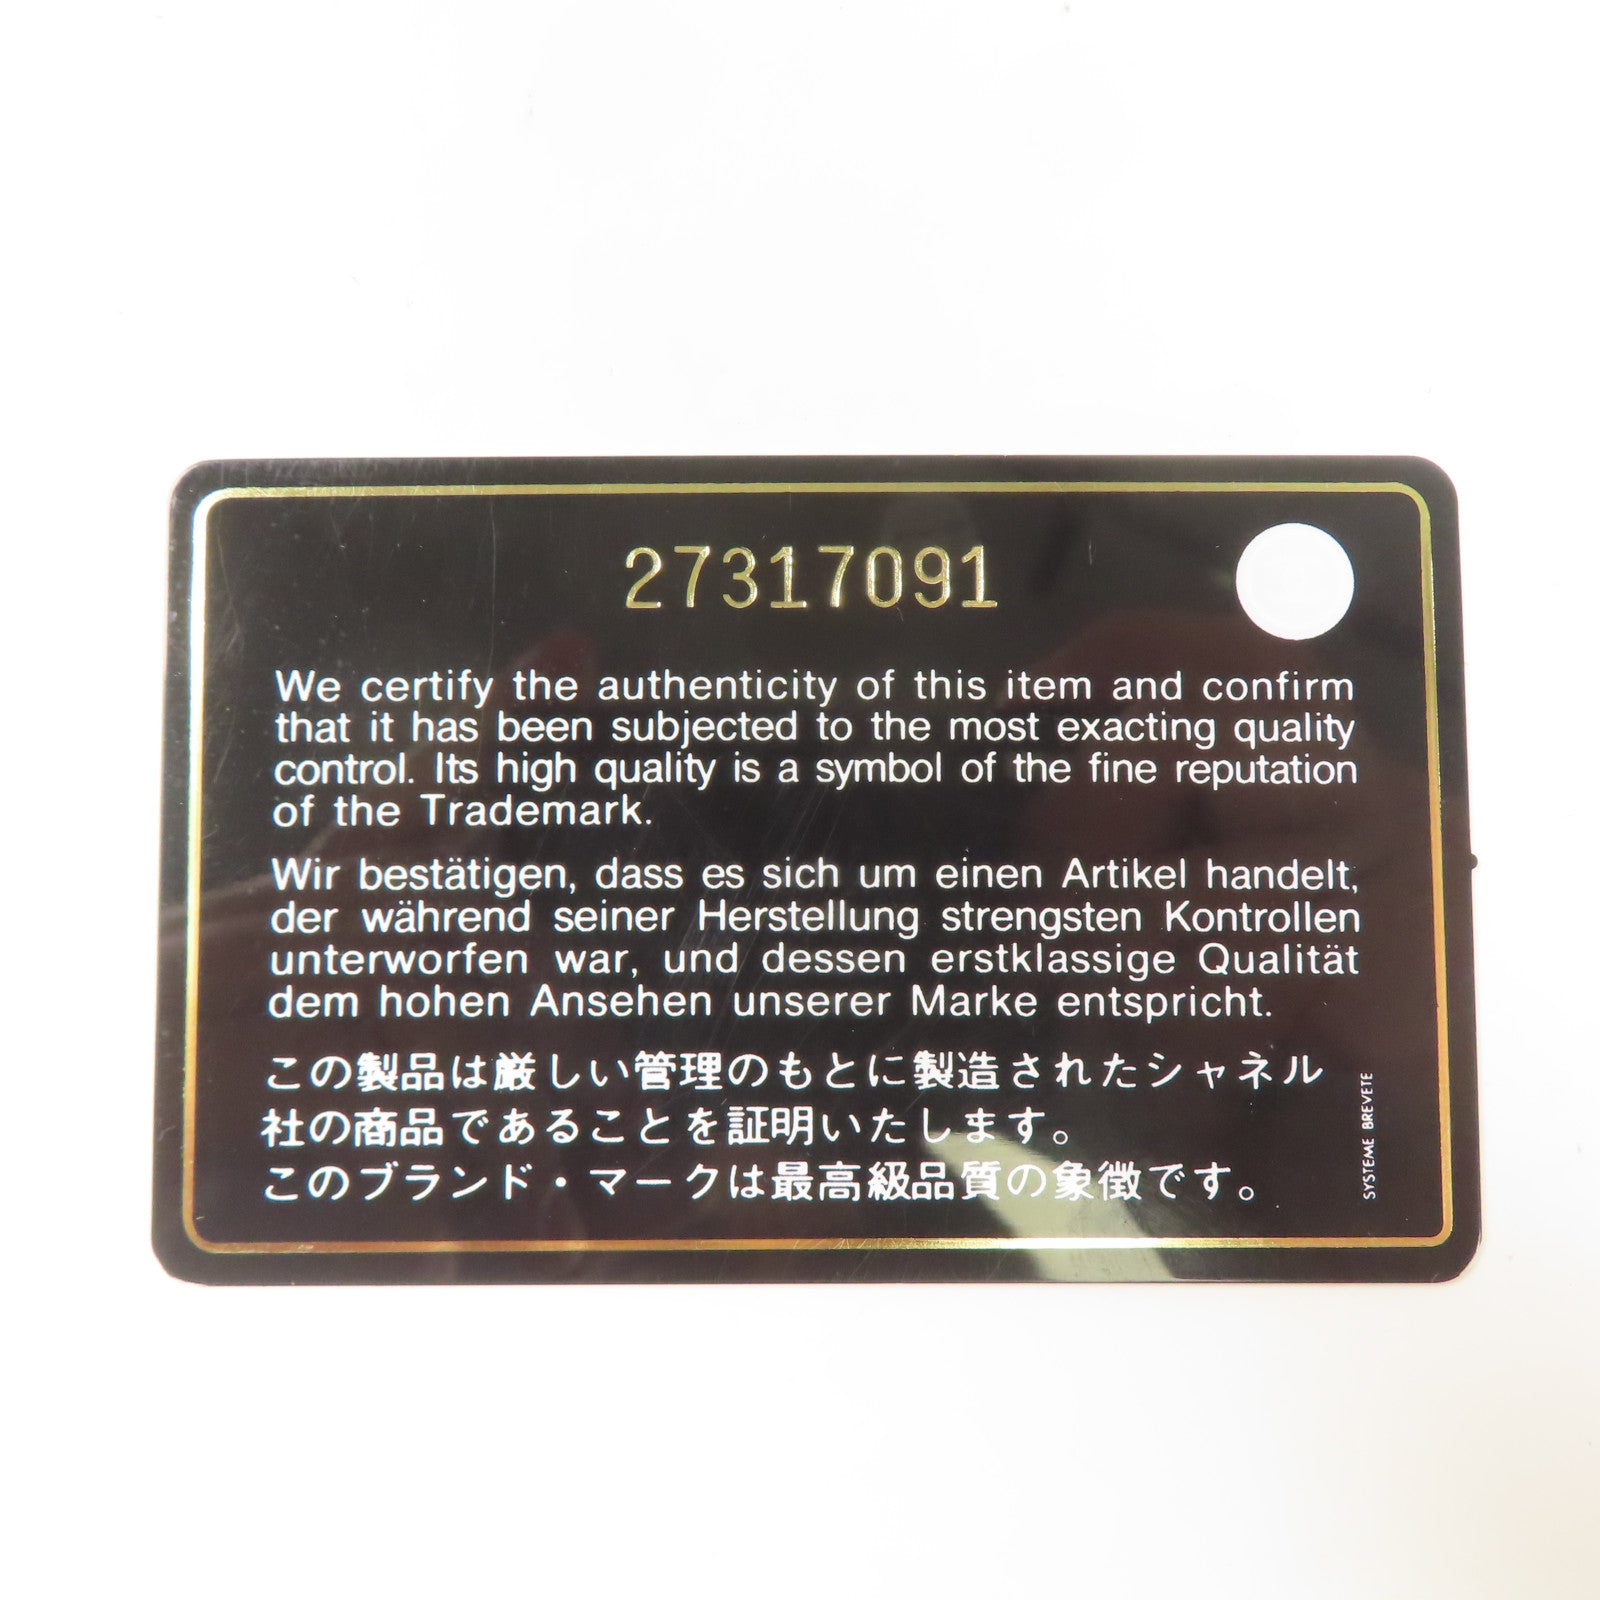 27317091
We certify the authenticity of this item and confirm
that it has been subjected to the most exacting quality
control. Its high quality is a symbol of the fine reputation
of the Trademark.
Wir bestätigen, dass es sich um einen Artikel handelt,
der während seiner Herstellung strengsten Kontrollen
unterworfen war, und dessen erstklassige Qualität
dem hohen Ansehen unserer Marke entspricht.
この製品は厳しい管理のもとに製造されたシャネル
社の商品であることを証明いたします。
このブランド・マークは最高級品質の象徴です。
SYSTEME BREVETE